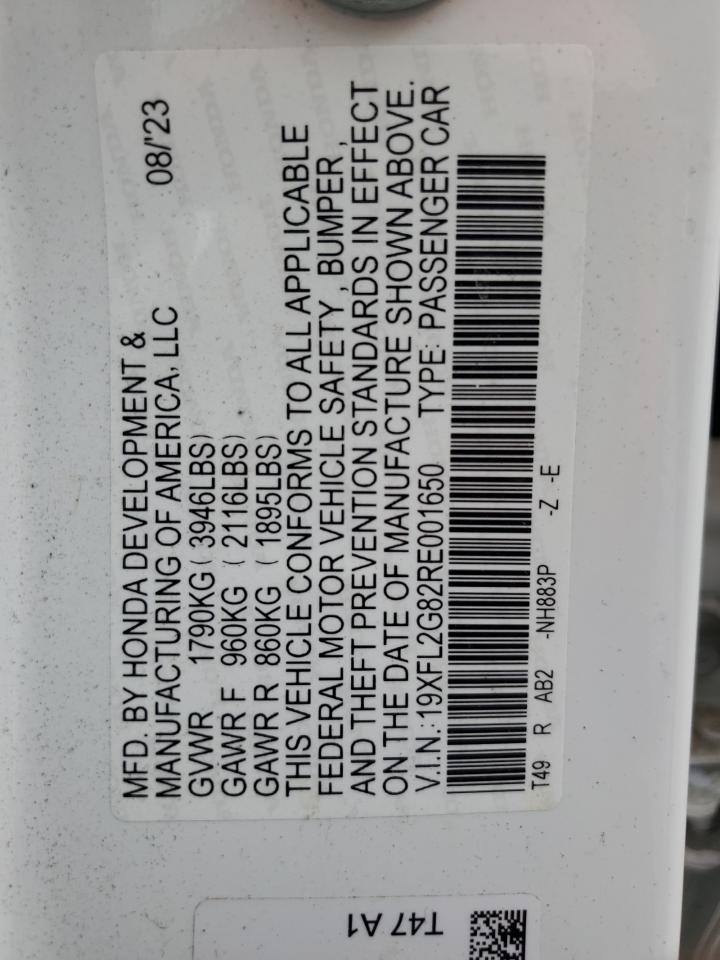 MFD. BY HONDA DEVELOPMENT &
MANUFACTURING OF AMERICA, LLC 08/'23
GVWR 1790KG ( 3946LBS)
GAWR F 960KG ( 2116LBS)
GAWR R 860KG ( 1895LBS)
THIS VEHICLE CONFORMS TO ALL APPLICABLE
FEDERAL MOTOR VEHICLE SAFETY , BUMPER ,
AND THEFT PREVENTION STANDARDS IN EFFECT
ON THE DATE OF MANUFACTURE SHOWN ABOVE.
V.I.N.:19XFL2G82RE001650 TYPE: PASSENGER CAR
T49 R AB2 -NH883P -Z -E
T47 A1